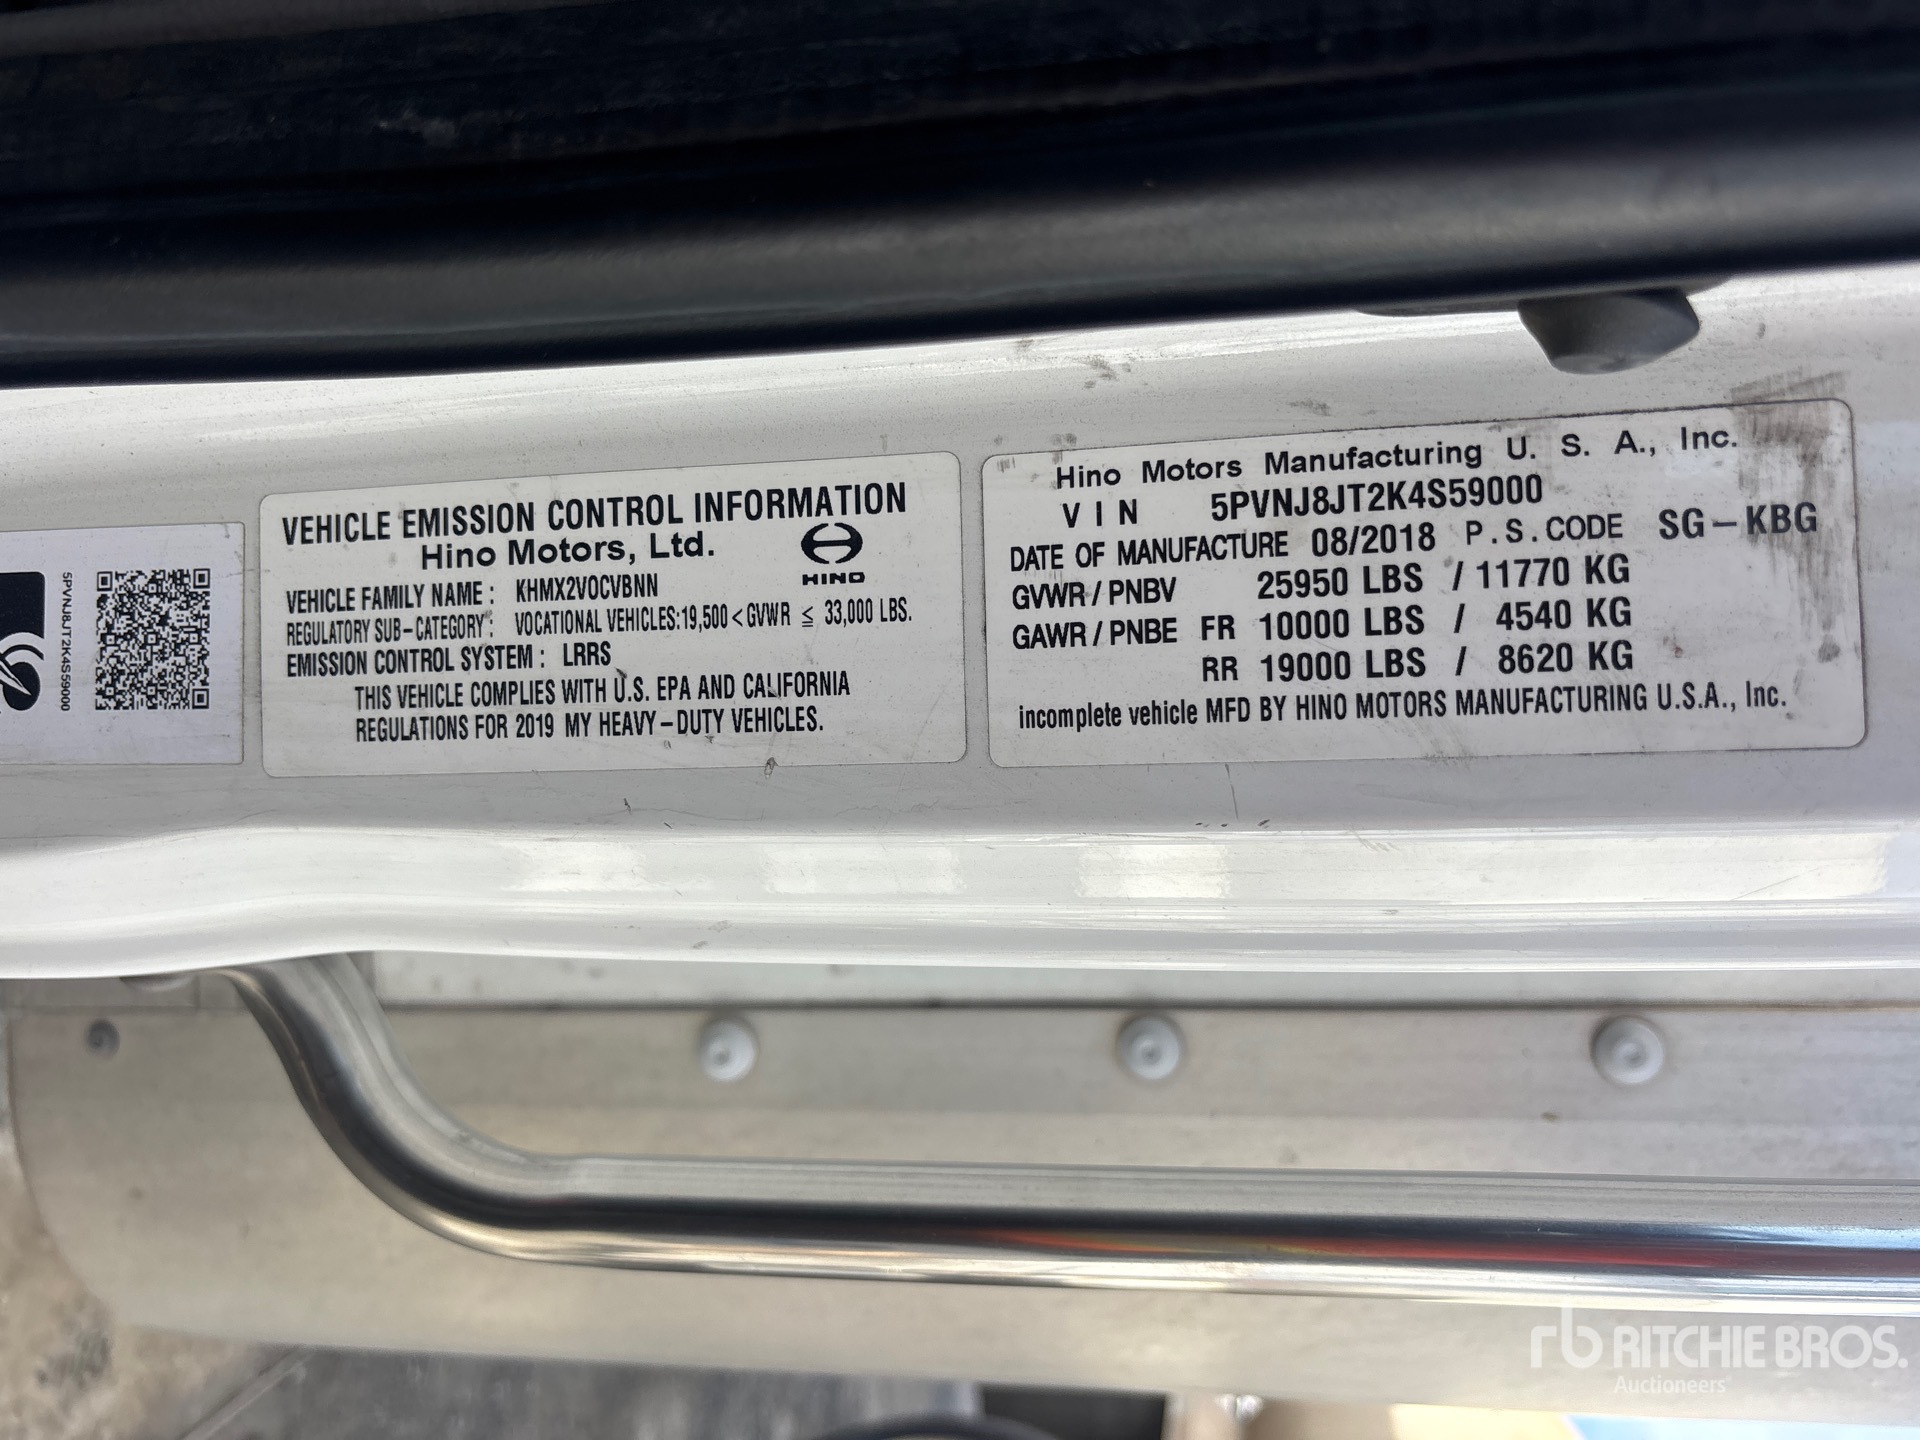 5PVNJ8JT2K4S59000
VEHICLE EMISSION CONTROL INFORMATION
Hino Motors, Ltd.
HINO
VEHICLE FAMILY NAME : KHMX2VOCVBNN
REGULATORY SUB-CATEGORY : VOCATIONAL VEHICLES:19,500 < GVWR ≦ 33,000 LBS.
EMISSION CONTROL SYSTEM : LRRS
THIS VEHICLE COMPLIES WITH U.S. EPA AND CALIFORNIA
REGULATIONS FOR 2019 MY HEAVY-DUTY VEHICLES.
Hino Motors Manufacturing U. S. A., Inc.
VIN 5PVNJ8JT2K4S59000
DATE OF MANUFACTURE 08/2018 P.S.CODE SG-KBG
GVWR / PNBV 25950 LBS / 11770 KG
GAWR / PNBE FR 10000 LBS / 4540 KG
RR 19000 LBS / 8620 KG
incomplete vehicle MFD BY HINO MOTORS MANUFACTURING U.S.A., Inc.
rb RITCHIE BROS.
Auctioneers